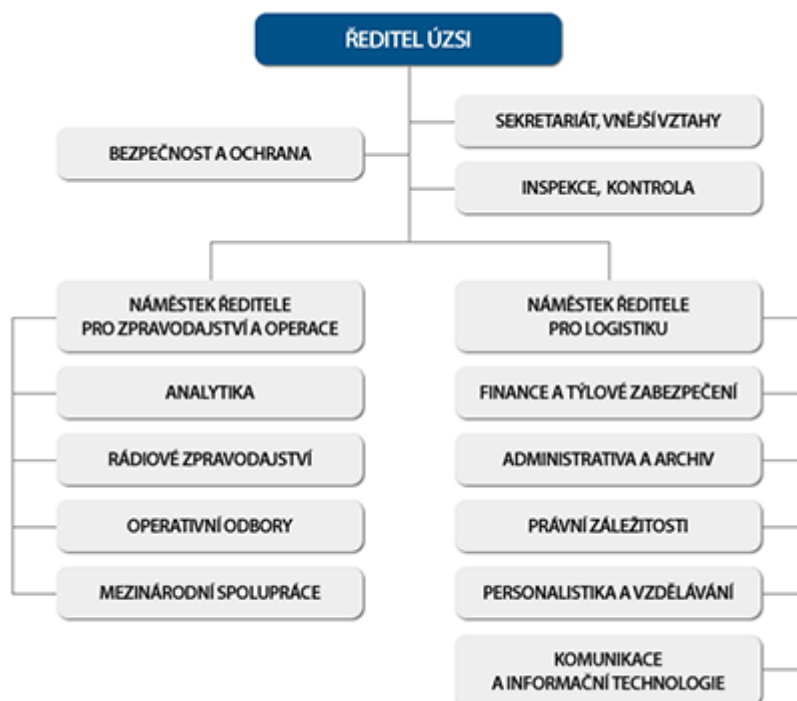 ŘEDITEL ÚZSI
SEKRETARIÁT, VNĚJŠÍ VZTAHY
BEZPEČNOST A OCHRANA
INSPEKCE, KONTROLA
NÁMĚSTEK ŘEDITELE
PRO ZPRAVODAJSTVÍ A OPERACE
ANALYTIKA
RÁDIOVÉ ZPRAVODAJSTVÍ
OPERATIVNÍ ODBORY
MEZINÁRODNÍ SPOLUPRÁCE
NÁMĚSTEK ŘEDITELE
PRO LOGISTIKU
FINANCE A TÝLOVÉ ZABEZPEČENÍ
ADMINISTRATIVA A ARCHIV
PRÁVNÍ ZÁLEŽITOSTI
PERSONALISTIKA A VZDĚLÁVÁNÍ
KOMUNIKACE
A INFORMAČNÍ TECHNOLOGIE